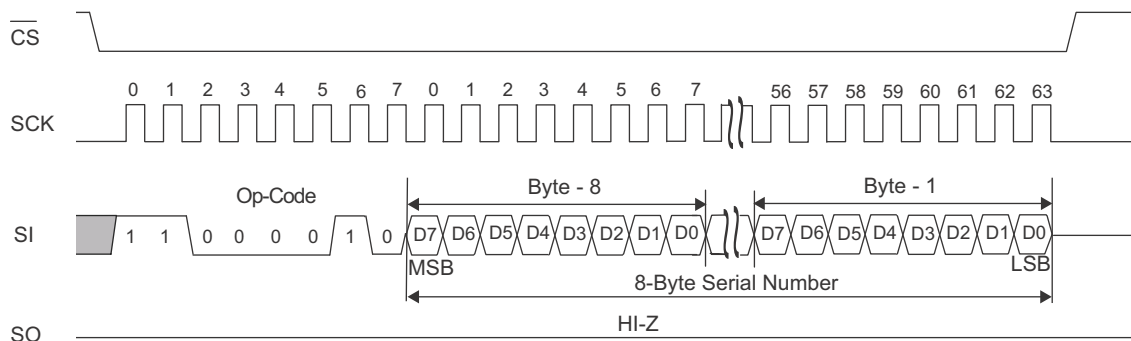 CS
SCK 0 1 2 3 4 5 6 7 0 1 2 3 4 5 6 7 56 57 58 59 60 61 62 63
Op-Code Byte - 8 Byte - 1
SI 1 1 0 0 0 0 1 0 D7 D6 D5 D4 D3 D2 D1 D0 D7 D6 D5 D4 D3 D2 D1 D0
MSB LSB
8-Byte Serial Number
HI-Z
SO